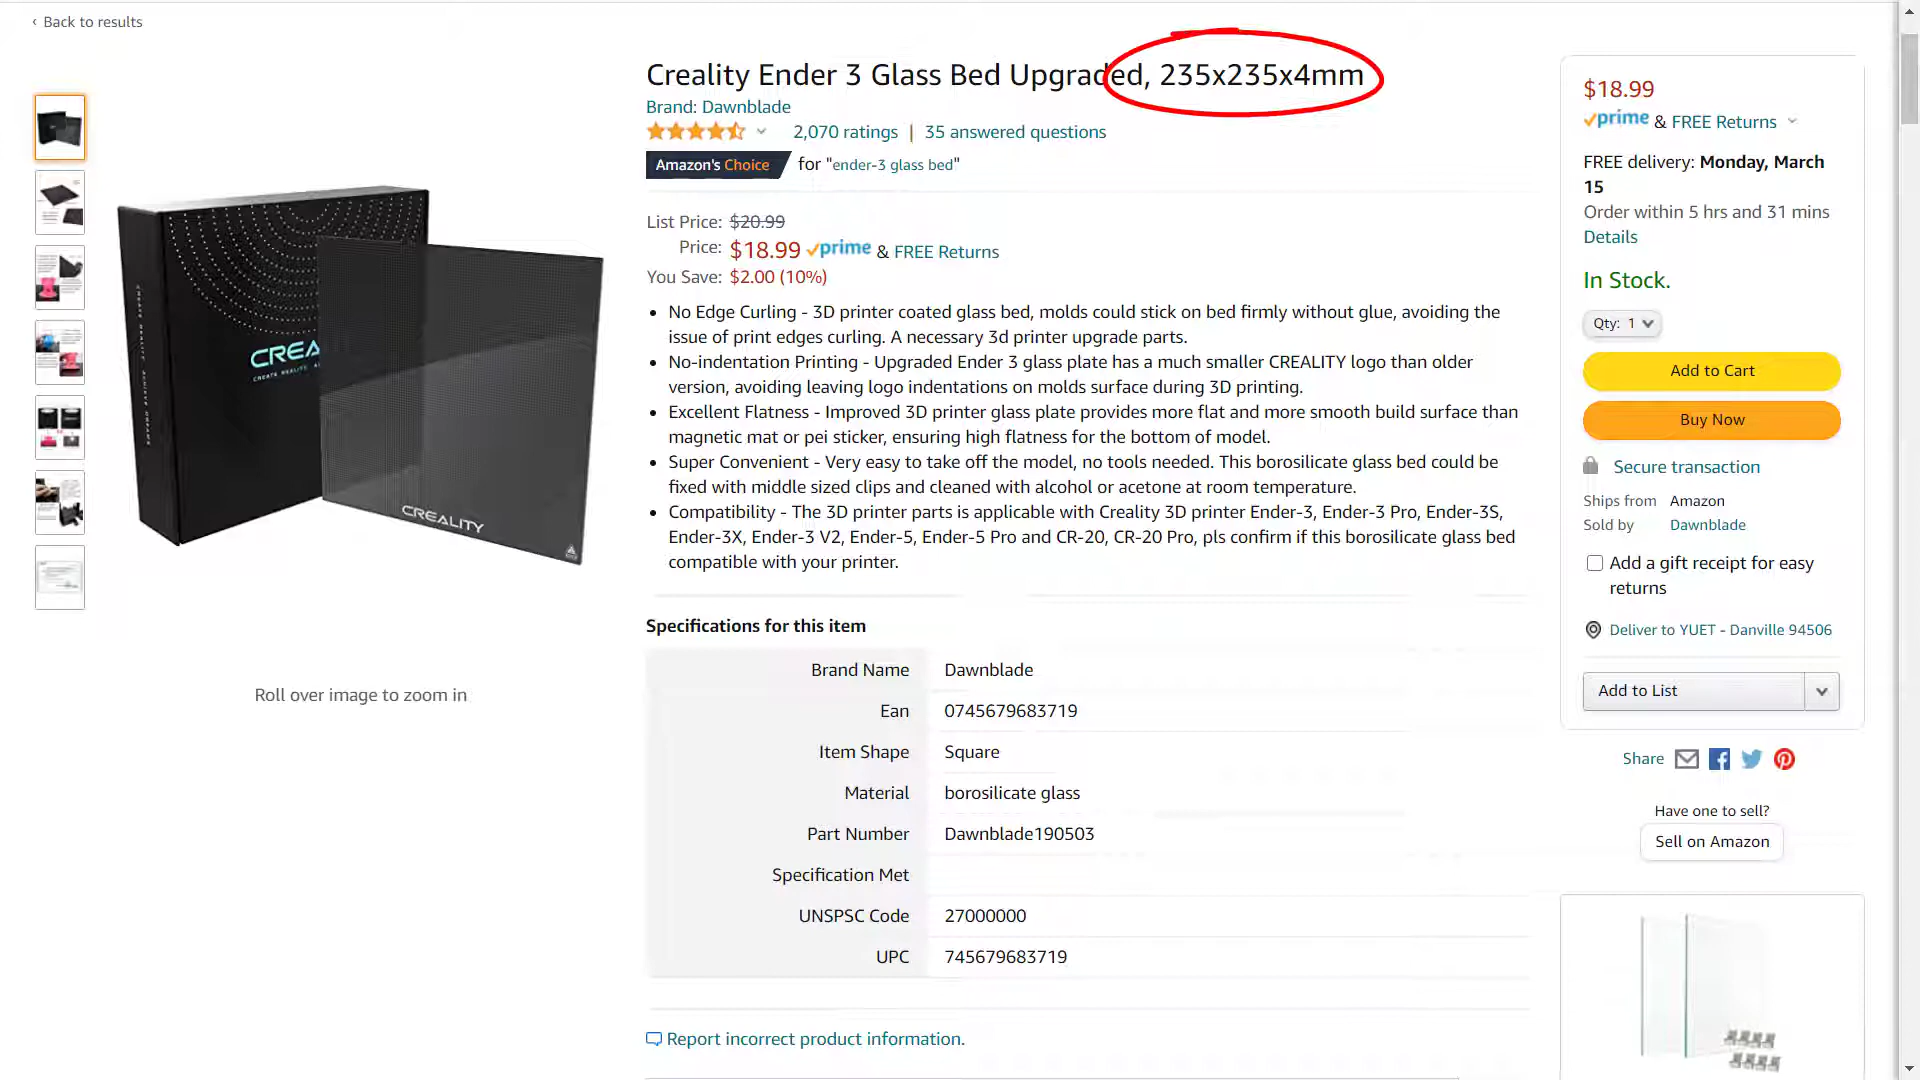 ‹ Back to results
Creality Ender 3 Glass Bed Upgraded, 235x235x4mm
Brand: Dawnblade
2,070 ratings | 35 answered questions
Amazon's Choice for "ender-3 glass bed"
List Price: $20.99
Price: $18.99 prime & FREE Returns
You Save: $2.00 (10%)
• No Edge Curling - 3D printer coated glass bed, molds could stick on bed firmly without glue, avoiding the
issue of print edges curling. A necessary 3d printer upgrade parts.
• No-indentation Printing - Upgraded Ender 3 glass plate has a much smaller CREALITY logo than older
version, avoiding leaving logo indentations on molds surface during 3D printing.
• Excellent Flatness - Improved 3D printer glass plate provides more flat and more smooth build surface than
magnetic mat or pei sticker, ensuring high flatness for the bottom of model.
• Super Convenient - Very easy to take off the model, no tools needed. This borosilicate glass bed could be
fixed with middle sized clips and cleaned with alcohol or acetone at room temperature.
• Compatibility - The 3D printer parts is applicable with Creality 3D printer Ender-3, Ender-3 Pro, Ender-3S,
Ender-3X, Ender-3 V2, Ender-5, Ender-5 Pro and CR-20, CR-20 Pro, pls confirm if this borosilicate glass bed
compatible with your printer.
Specifications for this item
Brand Name Dawnblade
Ean 0745679683719
Item Shape Square
Material borosilicate glass
Part Number Dawnblade190503
Specification Met
UNSPSC Code 27000000
UPC 745679683719
Report incorrect product information.
CREA
CREATE REALITY
CREALITY
Roll over image to zoom in
$18.99
prime & FREE Returns
FREE delivery: Monday, March
15
Order within 5 hrs and 31 mins
Details
In Stock.
Qty: 1
Add to Cart
Buy Now
Secure transaction
Ships from Amazon
Sold by Dawnblade
Add a gift receipt for easy
returns
Deliver to YUET - Danville 94506
Add to List
Share
Have one to sell?
Sell on Amazon